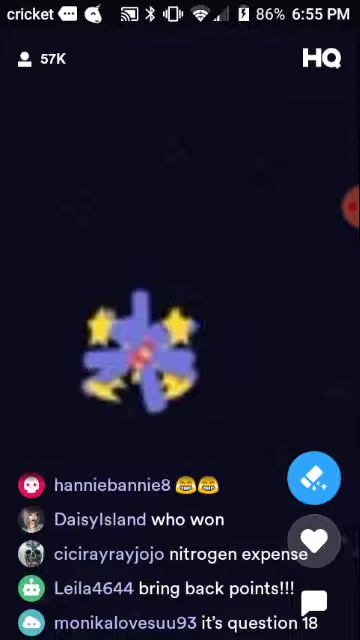 cricket 86% 6:55 PM
57K HQ
hanniebannie8 😂😂
DaisyIsland who won
cicirayrayjojo nitrogen expense
Leila4644 bring back points!!!
monikalovesuu93 it's question 18